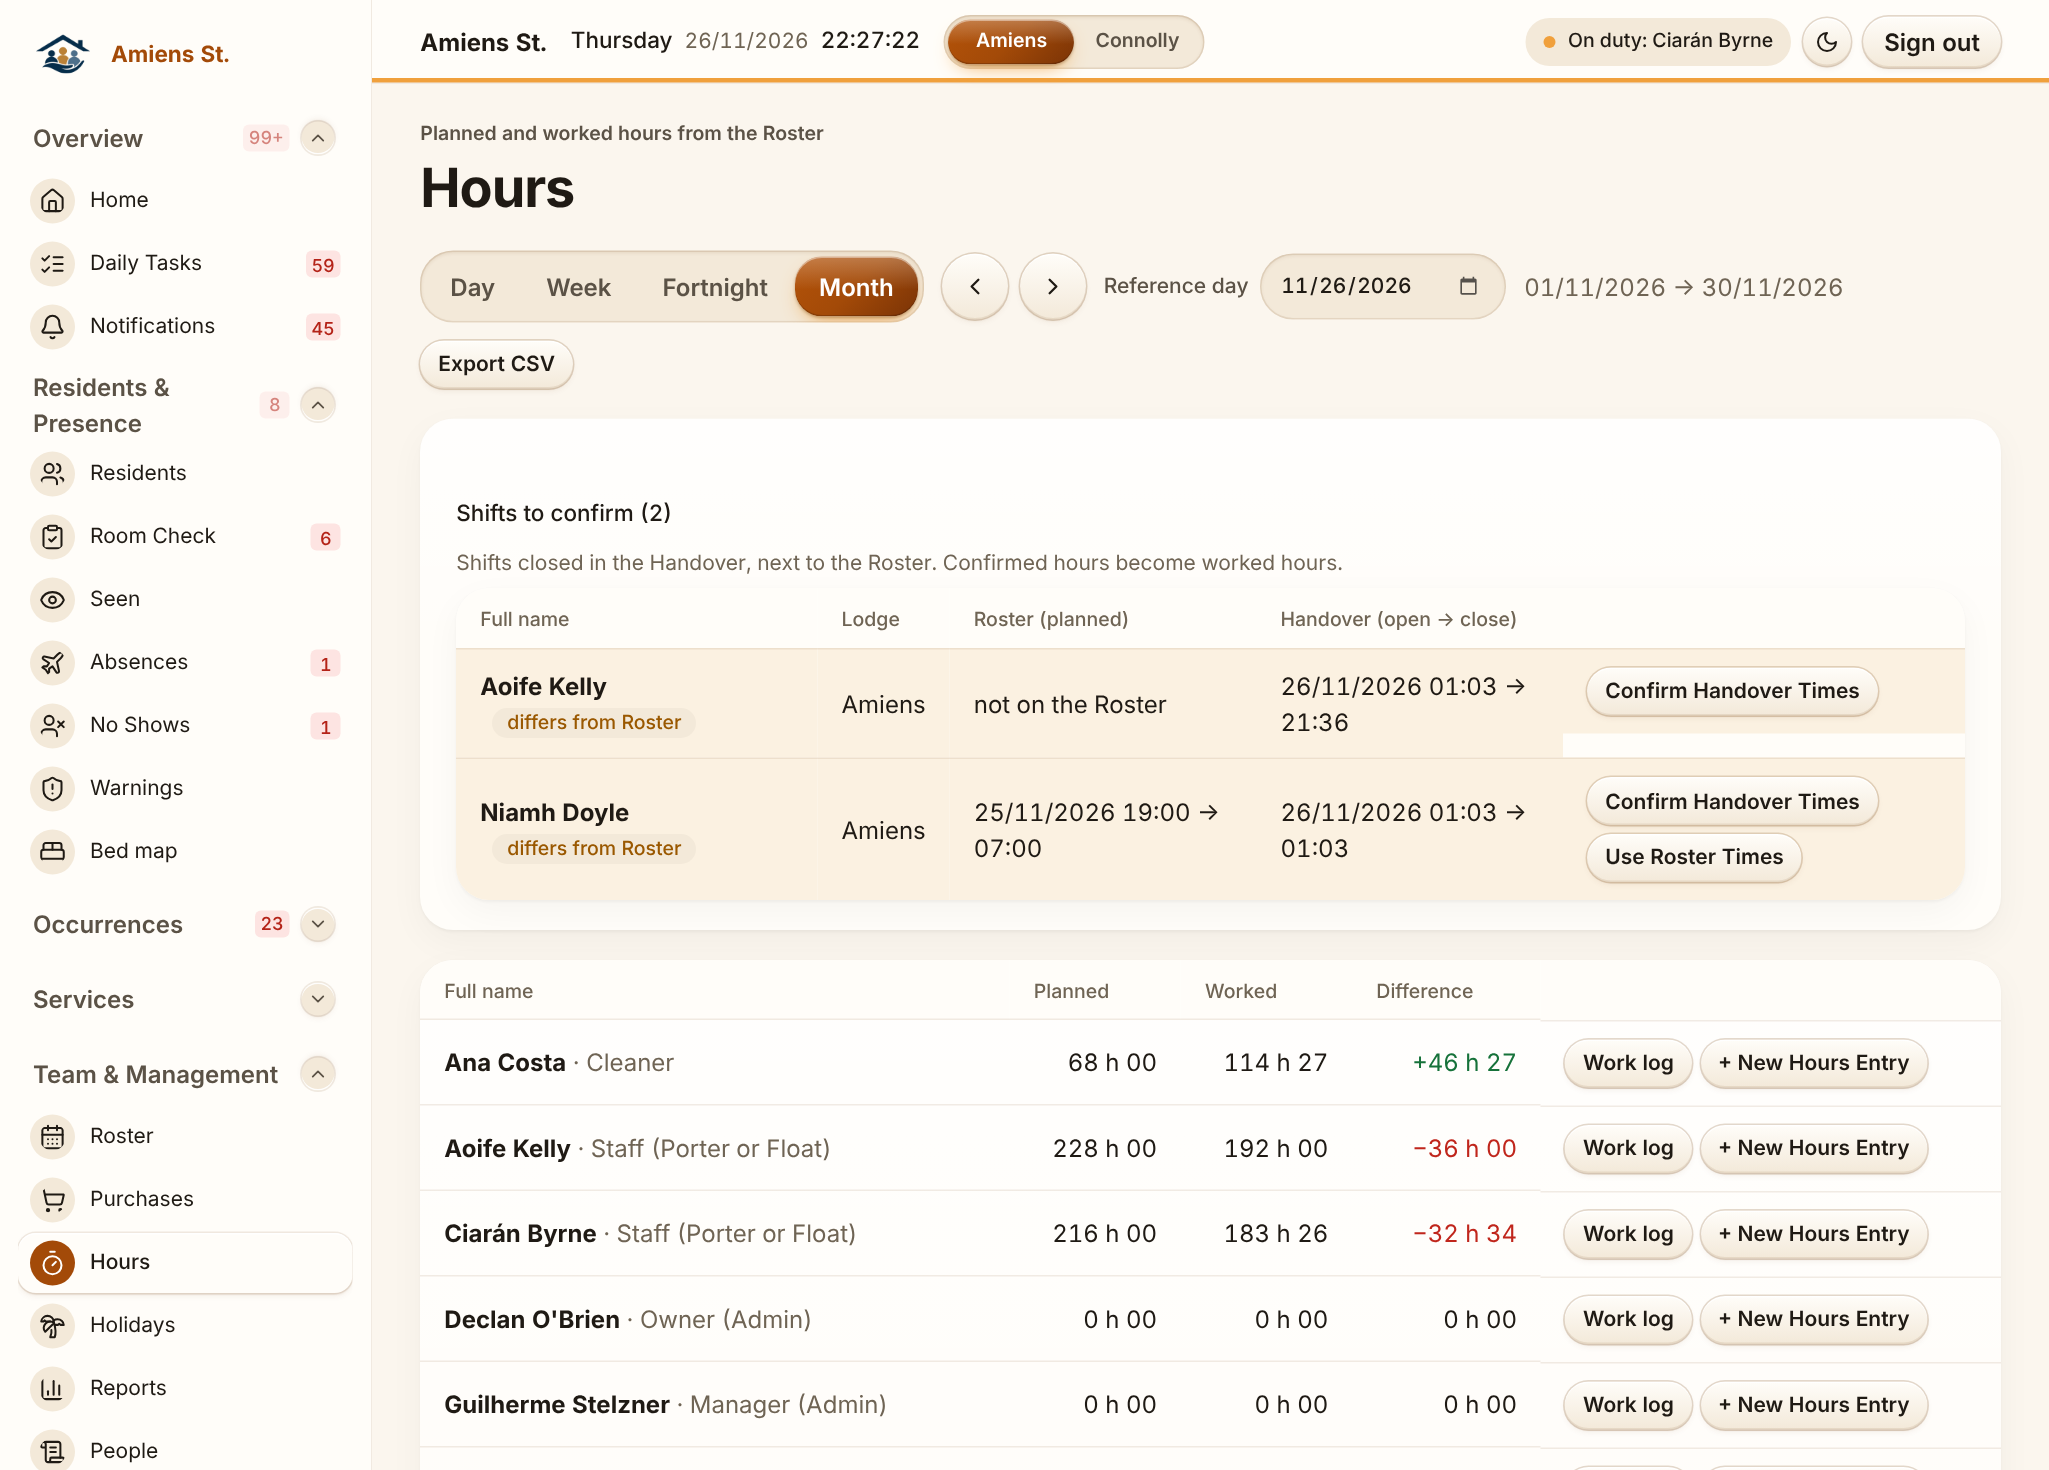 Amiens St.
Overview 99+
Home
Daily Tasks 59
Notifications 45
Residents &
Presence 8
Residents
Room Check 6
Seen
Absences 1
No Shows 1
Warnings
Bed map
Occurrences 23
Services
Team & Management
Roster
Purchases
Hours
Holidays
Reports
People
Amiens St. Thursday 26/11/2026 22:27:22 Amiens Connolly On duty: Ciarán Byrne Sign out
Planned and worked hours from the Roster
Hours
Day Week Fortnight Month Reference day 11/26/2026 01/11/2026 → 30/11/2026
Export CSV
Shifts to confirm (2)
Shifts closed in the Handover, next to the Roster. Confirmed hours become worked hours.
Full name Lodge Roster (planned) Handover (open → close)
Aoife Kelly differs from Roster Amiens not on the Roster 26/11/2026 01:03 → 21:36 Confirm Handover Times
Niamh Doyle differs from Roster Amiens 25/11/2026 19:00 → 07:00 26/11/2026 01:03 → 01:03 Confirm Handover Times Use Roster Times
Full name Planned Worked Difference
Ana Costa · Cleaner 68 h 00 114 h 27 +46 h 27 Work log + New Hours Entry
Aoife Kelly · Staff (Porter or Float) 228 h 00 192 h 00 −36 h 00 Work log + New Hours Entry
Ciarán Byrne · Staff (Porter or Float) 216 h 00 183 h 26 −32 h 34 Work log + New Hours Entry
Declan O'Brien · Owner (Admin) 0 h 00 0 h 00 0 h 00 Work log + New Hours Entry
Guilherme Stelzner · Manager (Admin) 0 h 00 0 h 00 0 h 00 Work log + New Hours Entry